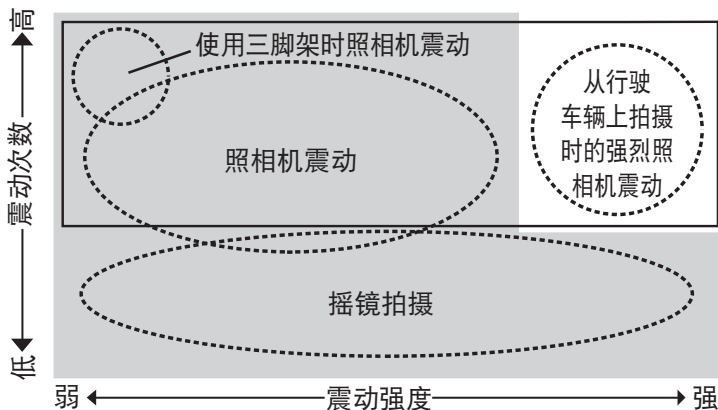 高
使用三脚架时照相机震动
从行驶
车辆上拍摄
时的强烈照
相机震动
照相机震动
震动次数
摇镜拍摄
低
弱
震动强度
强